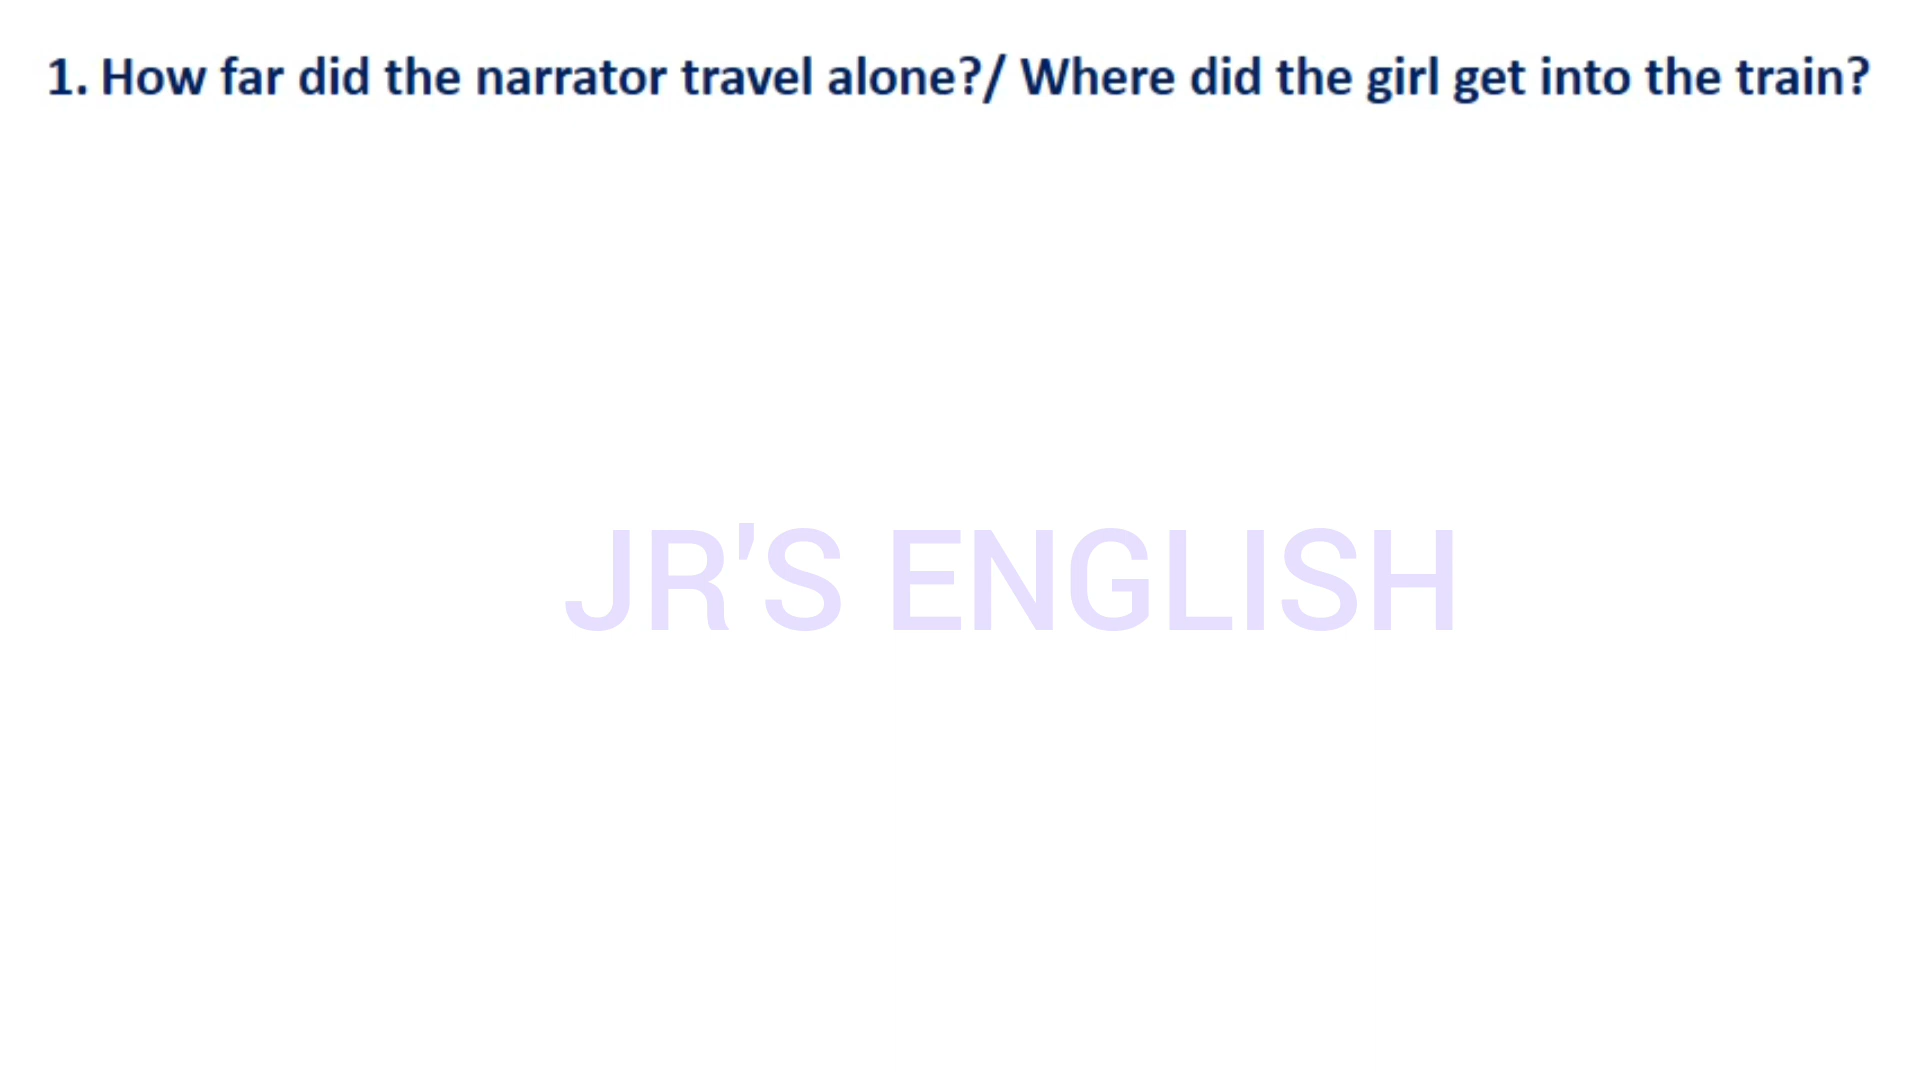 1. How far did the narrator travel alone?/ Where did the girl get into the train?
JR'S ENGLISH